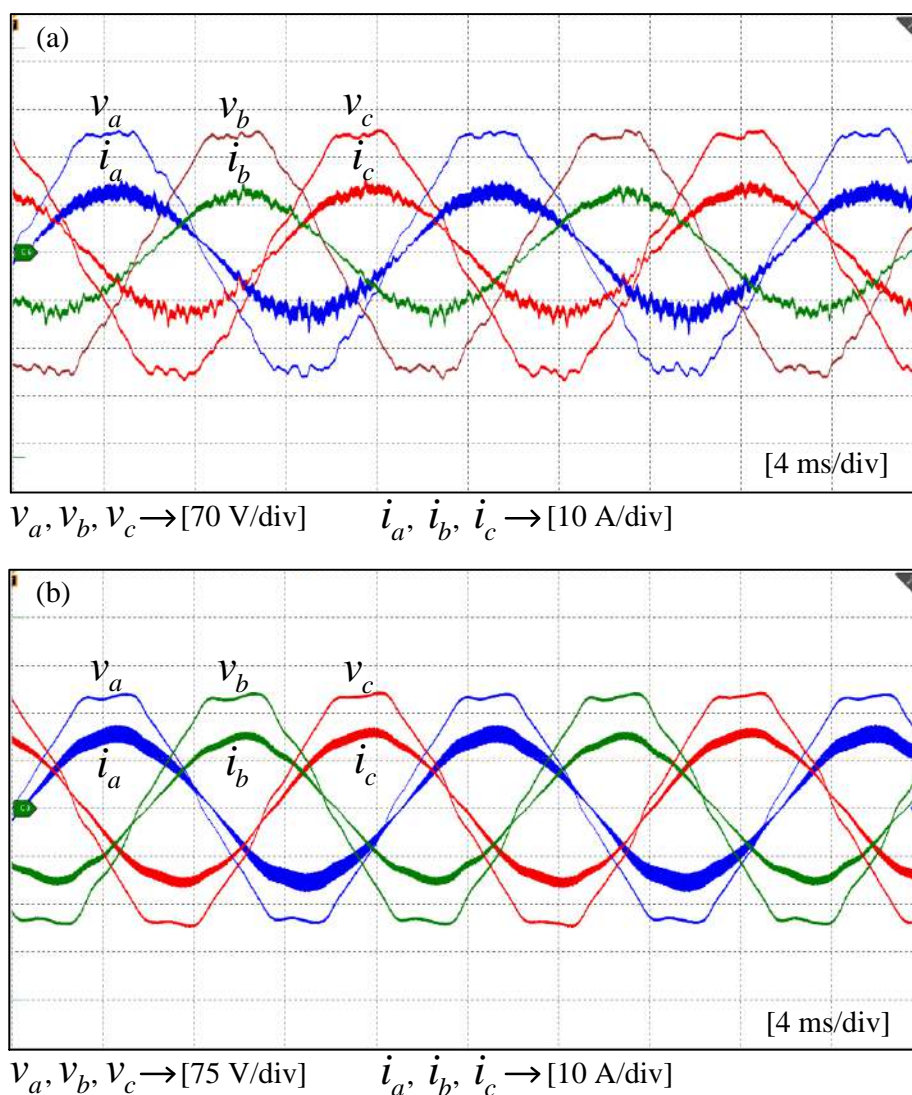 (a)
v_a v_b v_c
i_a i_b i_c
[4 ms/div]
v_a, v_b, v_c → [70 V/div] i_a, i_b, i_c → [10 A/div]
(b)
v_a v_b v_c
i_a i_b i_c
[4 ms/div]
v_a, v_b, v_c → [75 V/div] i_a, i_b, i_c → [10 A/div]